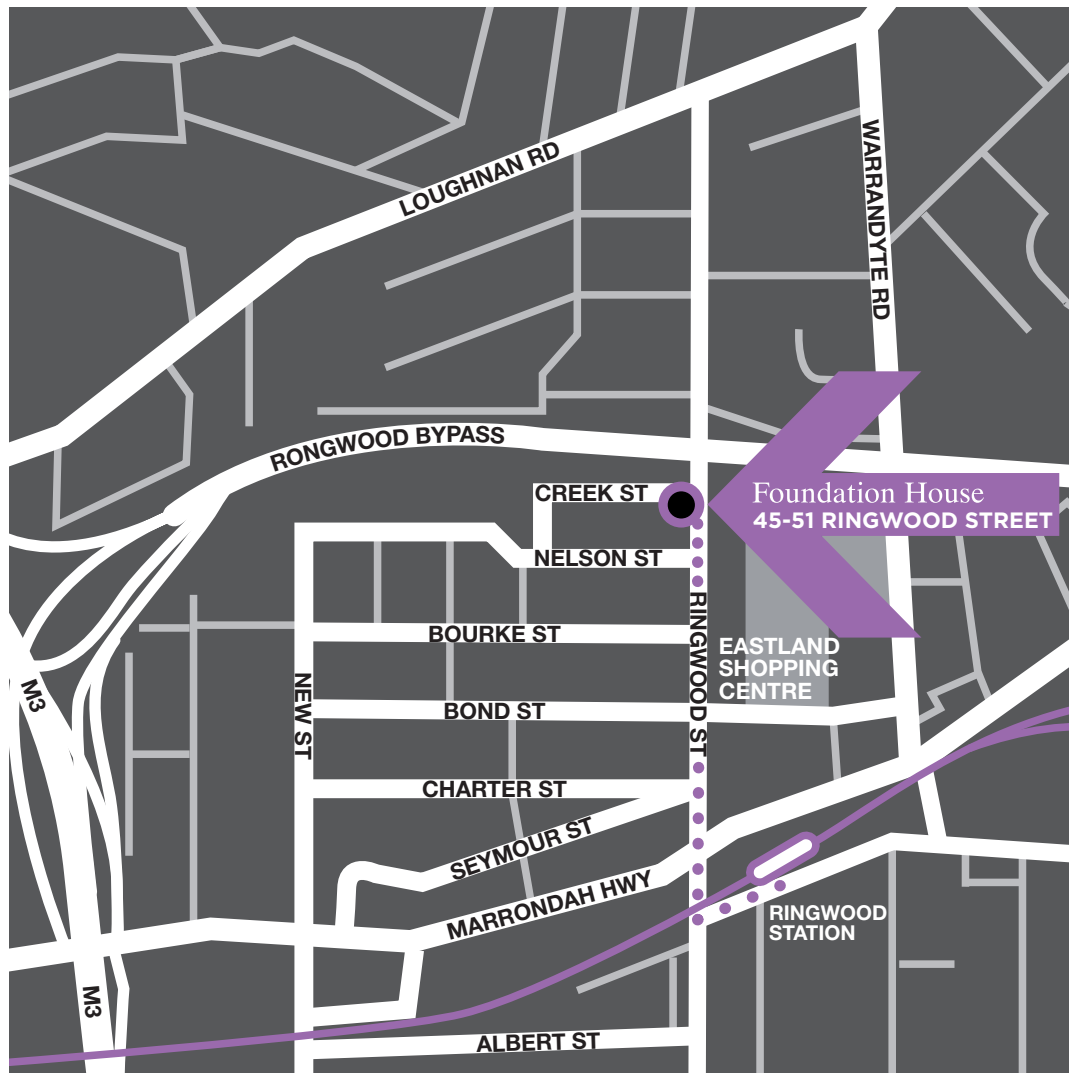 LOUGHNAN RD
WARRANDYTE RD
RONGWOOD BYPASS
CREEK ST
Foundation House
45-51 RINGWOOD STREET
NELSON ST
RINGWOOD ST
BOURKE ST
EASTLAND
SHOPPING
CENTRE
M3
NEW ST
BOND ST
CHARTER ST
SEYMOUR ST
MARRONDAH HWY
RINGWOOD
STATION
M3
ALBERT ST